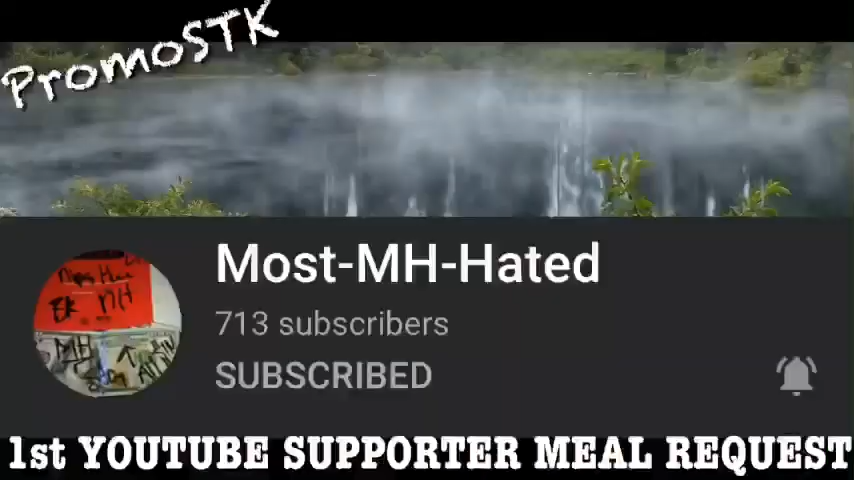 PromoSTK
Most-MH-Hated
713 subscribers
SUBSCRIBED
1st YOUTUBE SUPPORTER MEAL REQUEST